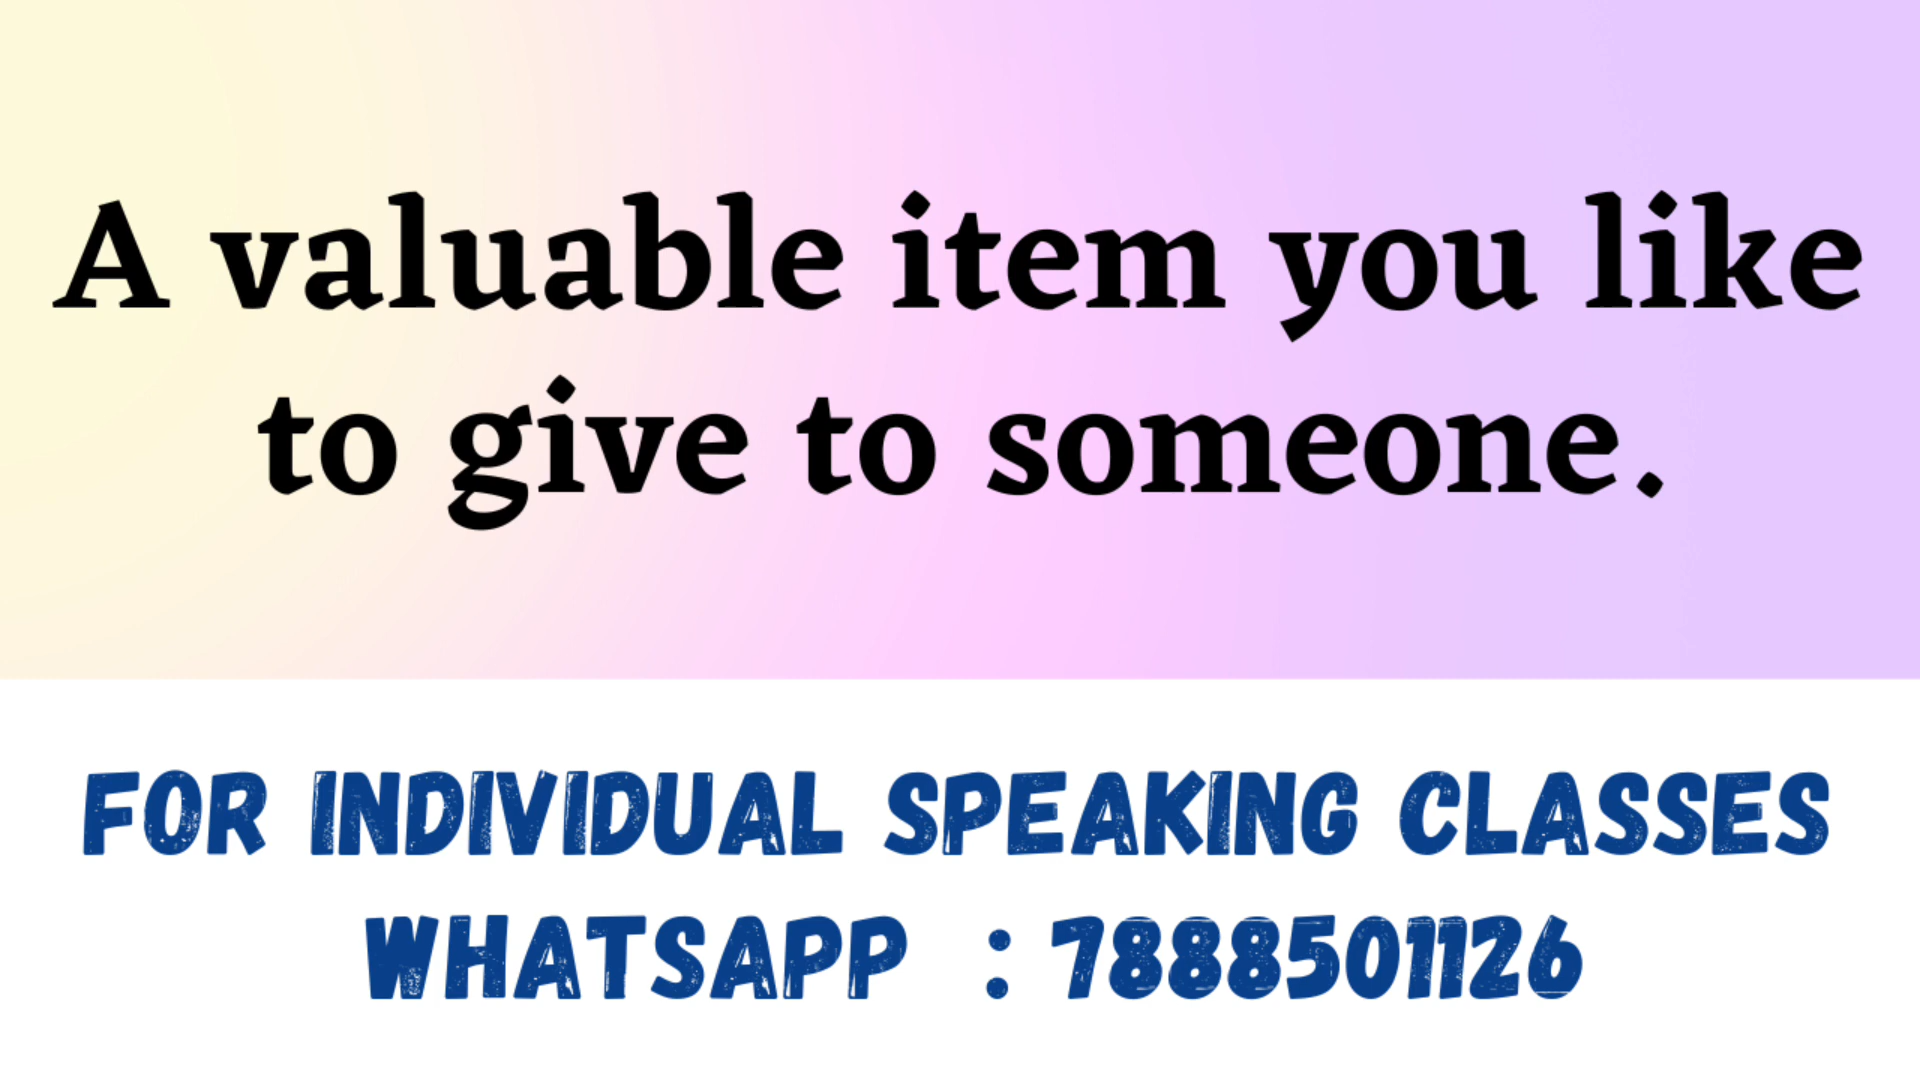 A valuable item you like
to give to someone.
FOR INDIVIDUAL SPEAKING CLASSES
WHATSAPP : 7888501126